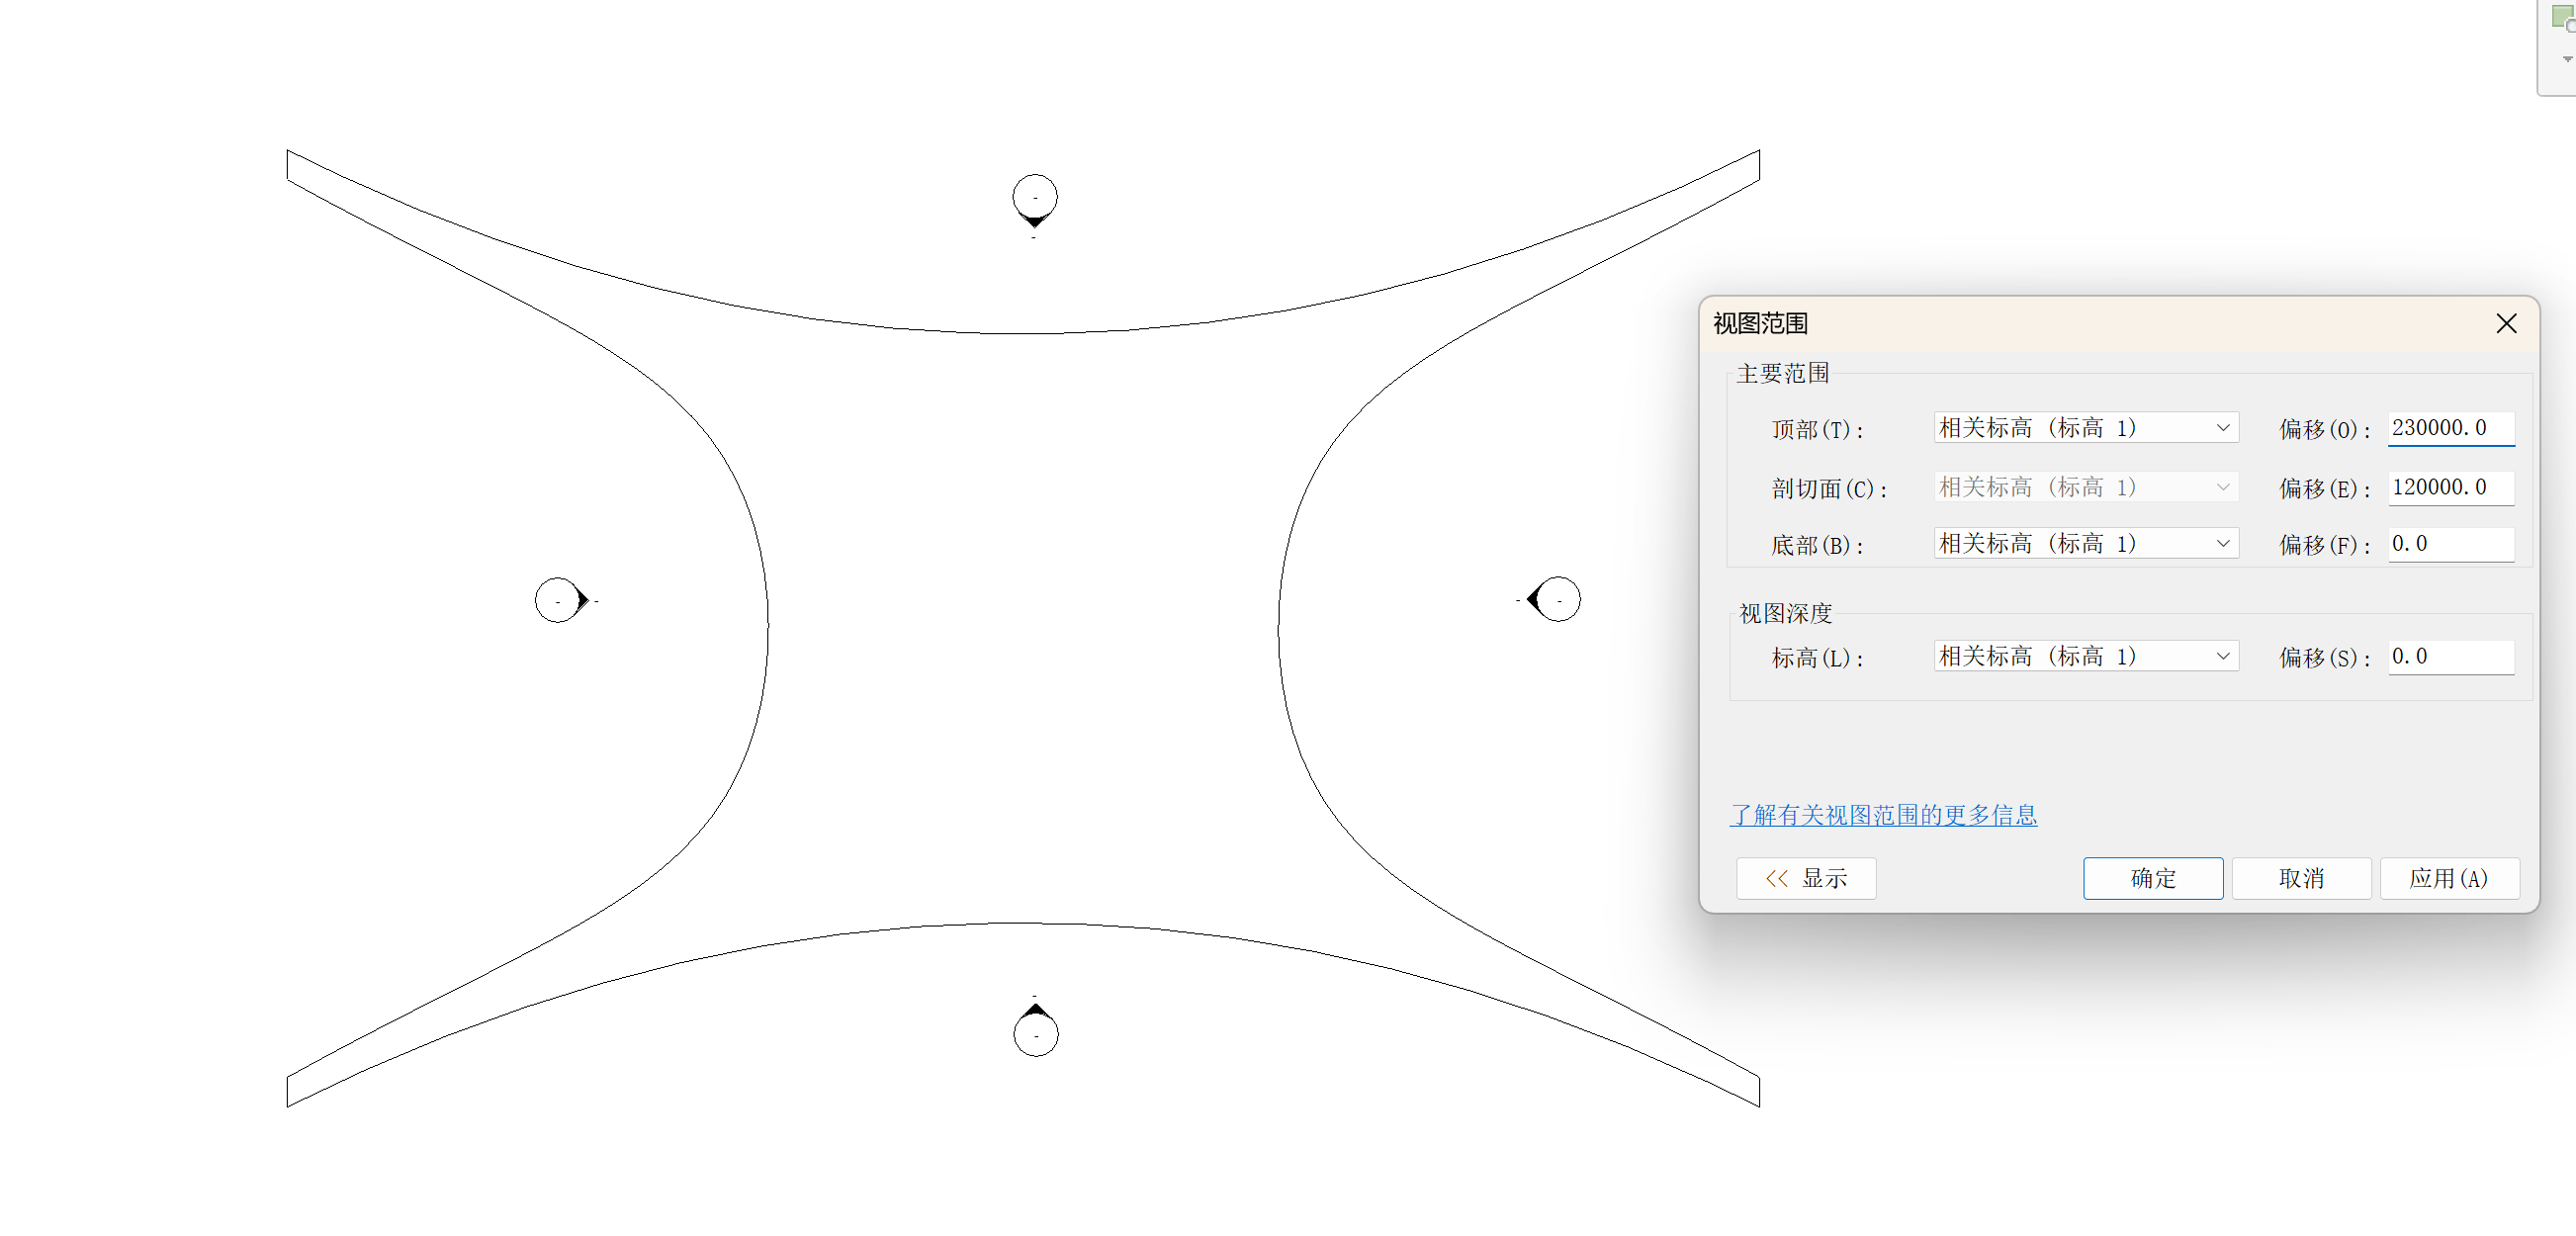 视图范围
主要范围
顶部(T): 相关标高 (标高 1) 偏移(O): 230000.0
剖切面(C): 相关标高 (标高 1) 偏移(E): 120000.0
底部(B): 相关标高 (标高 1) 偏移(F): 0.0
视图深度
标高(L): 相关标高 (标高 1) 偏移(S): 0.0
了解有关视图范围的更多信息
<< 显示 确定 取消 应用(A)